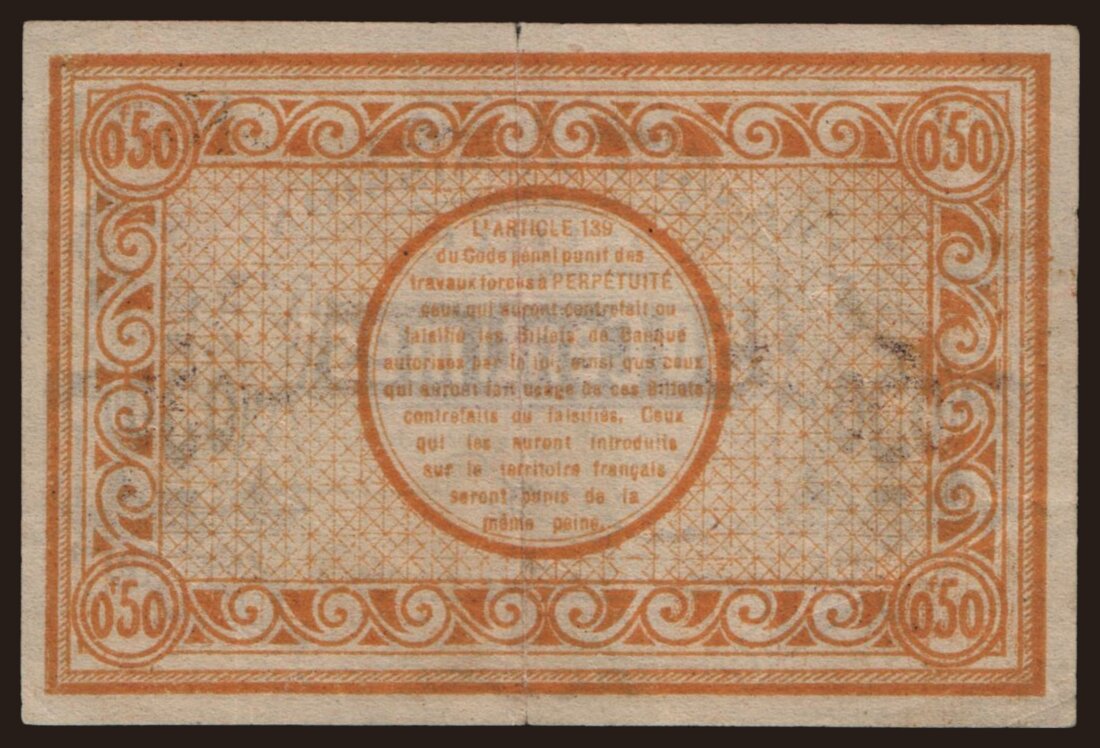 0f50 0f50
L'ARTICLE 139
du Code pénal punit des
travaux forcés à PERPÉTUITÉ
ceux qui auront contrefait ou
falsifié les Billets de Banque
autorisés par la loi, ainsi que ceux
qui auront fait usage de ces Billets
contrefaits ou falsifiés. Ceux
qui les auront introduits
sur le territoire français
seront punis de la
même peine.
0f50 0f50